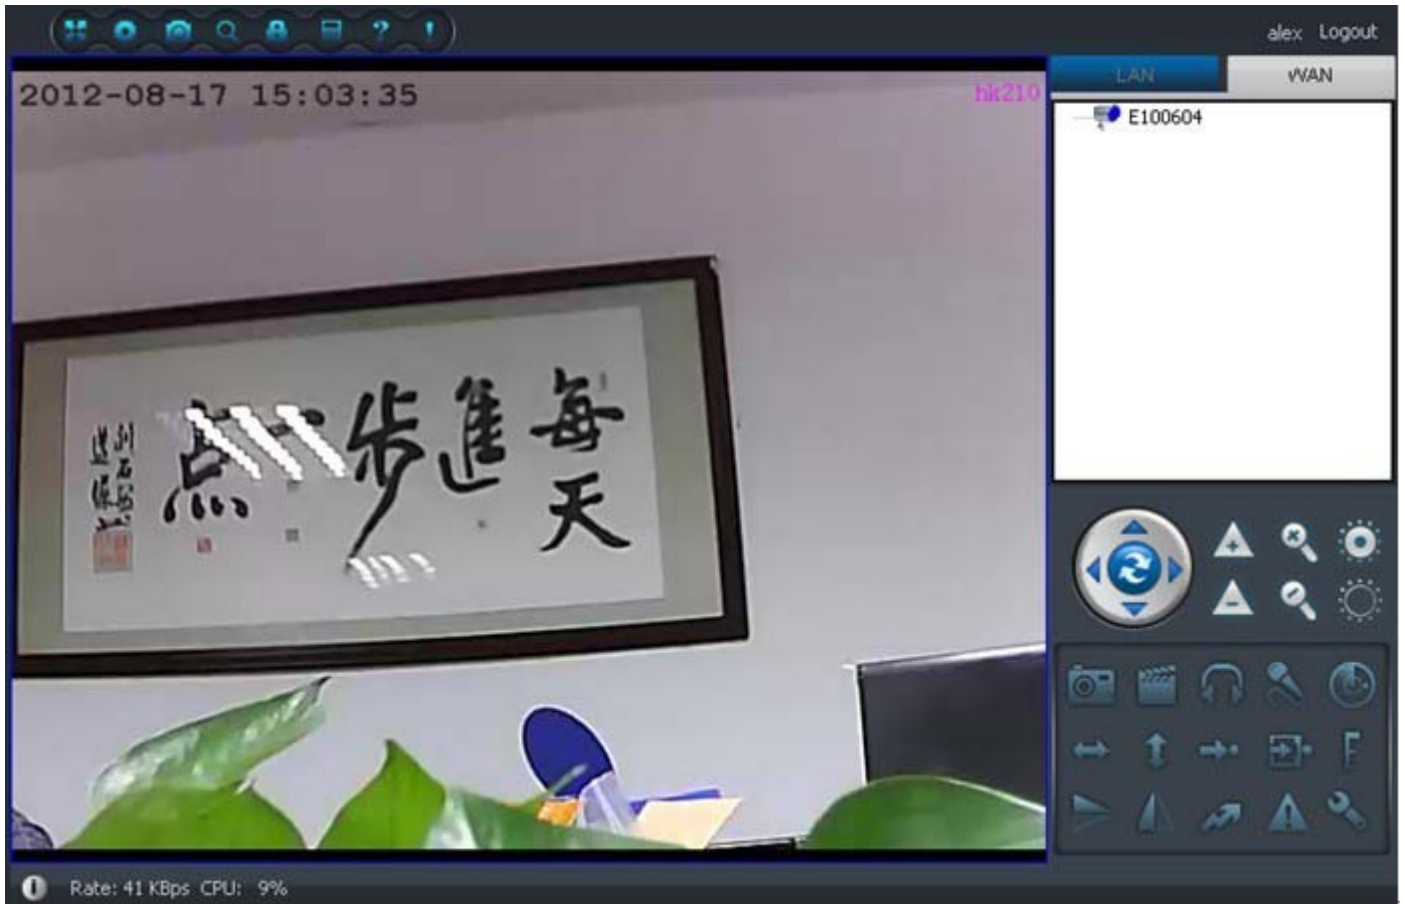 alex Logout
LAN WAN
2012-08-17 15:03:35
hk210
E100604
每天
進步
點
Rate: 41 KBps CPU: 9%